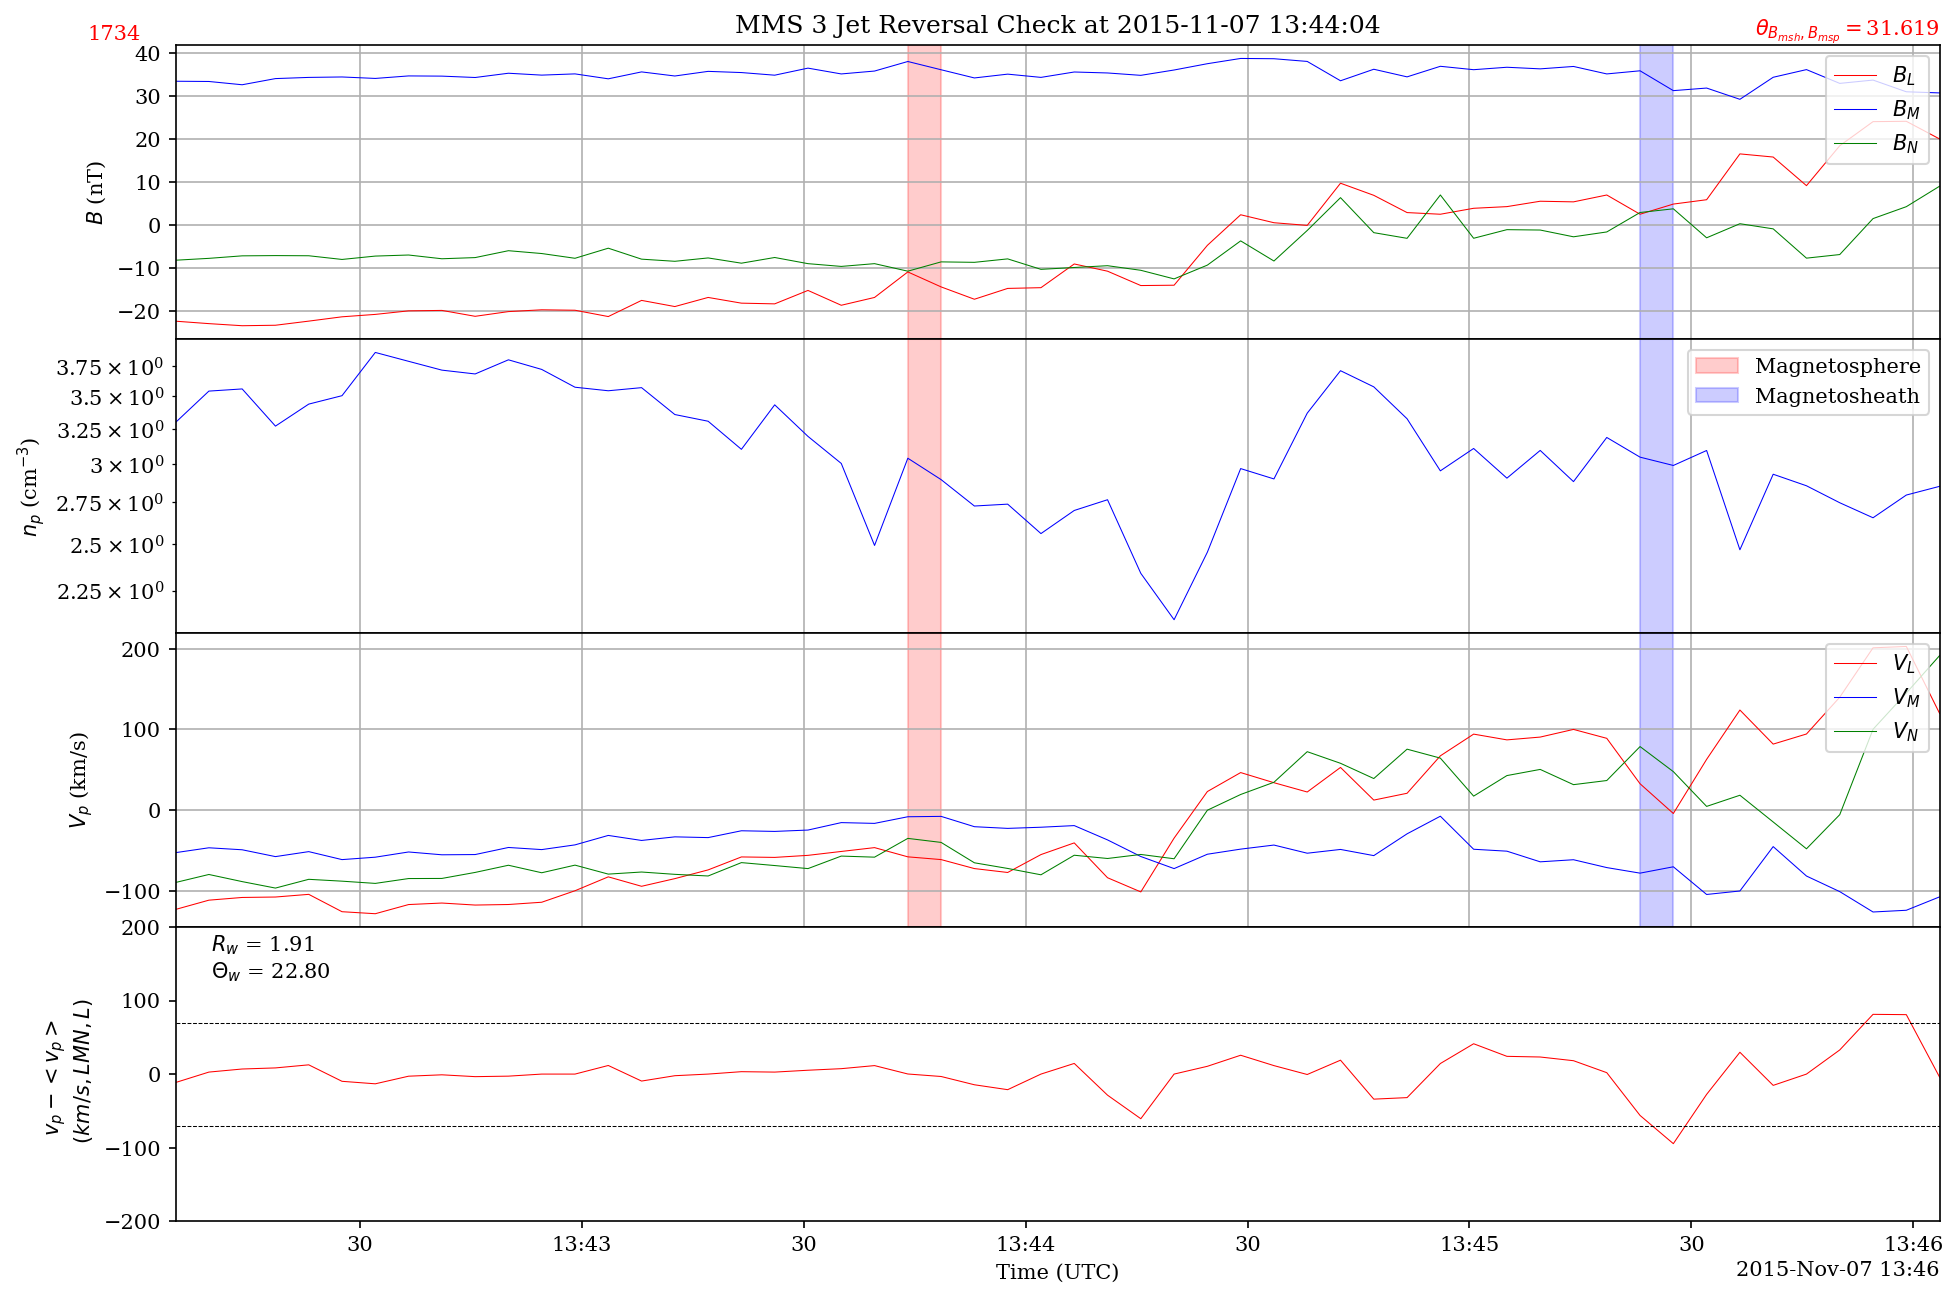 MMS 3 Jet Reversal Check at 2015-11-07 13:44:04
1734
θ_{B_{msh}, B_{msp}} = 31.619
40
30
20
10
0
−10
−20
B (nT)
B_L
B_M
B_N
3.75 × 10^0
3.5 × 10^0
3.25 × 10^0
3 × 10^0
2.75 × 10^0
2.5 × 10^0
2.25 × 10^0
n_p (cm^{−3})
Magnetosphere
Magnetosheath
200
100
0
−100
V_p (km/s)
V_L
V_M
V_N
200
100
0
−100
−200
v_p − < v_p >
(km/s, LMN, L)
R_w = 1.91
Θ_w = 22.80
30 13:43 30 13:44 30 13:45 30 13:46
Time (UTC)
2015-Nov-07 13:46